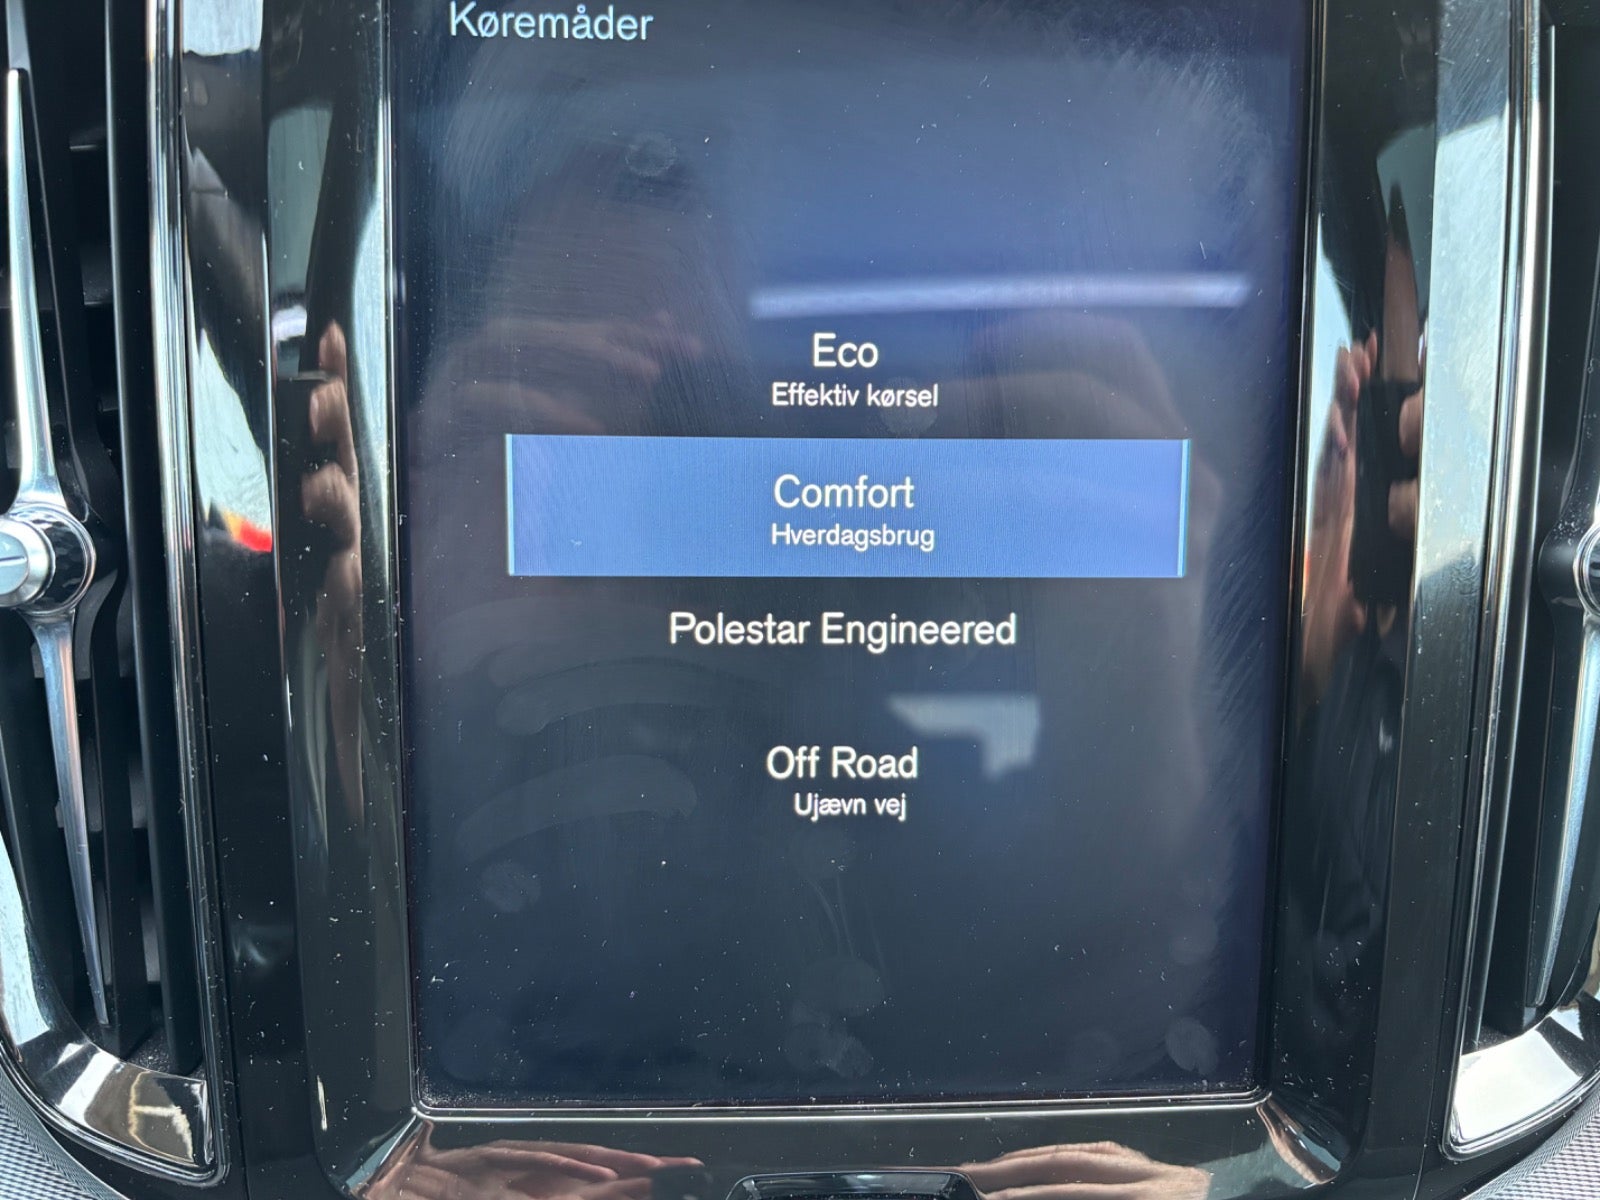 Køremåder
Eco
Effektiv kørsel
Comfort
Hverdagsbrug
Polestar Engineered
Off Road
Ujævn vej